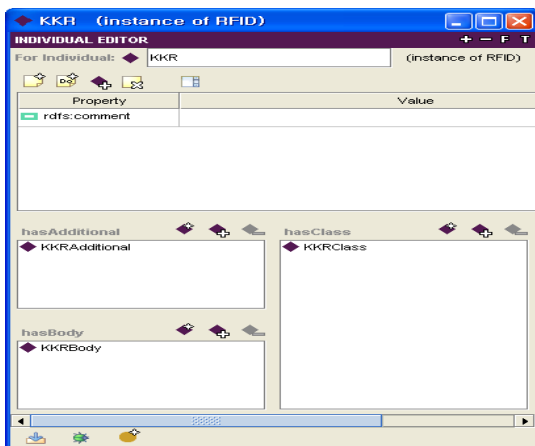 KKR (instance of RFID)
INDIVIDUAL EDITOR + − F T
For Individual: KKR (instance of RFID)
Property Value
rdfs:comment
hasAdditional hasClass
KKRAdditional KKRClass
hasBody
KKRBody